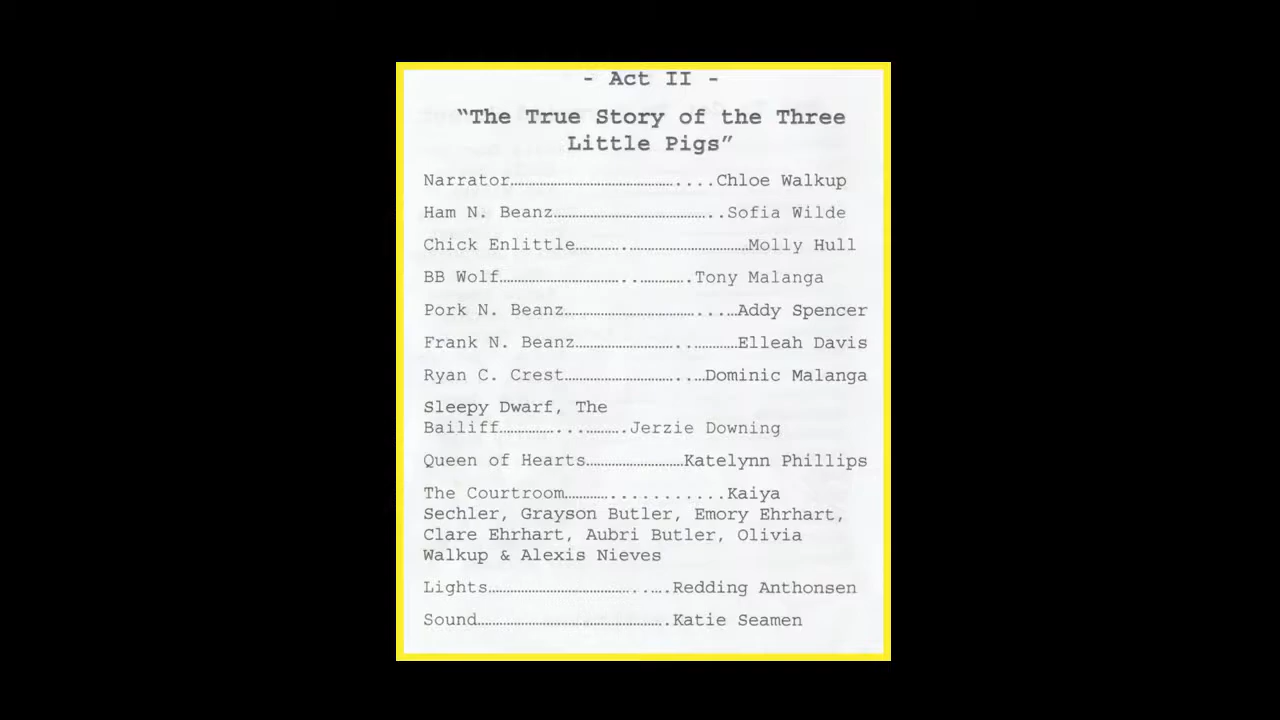 - Act II -
“The True Story of the Three
Little Pigs”
Narrator……………………………………....Chloe Walkup
Ham N. Beanz…………………………………..Sofia Wilde
Chick Enlittle………….…………………………Molly Hull
BB Wolf……………………………..………….Tony Malanga
Pork N. Beanz……………………………...…Addy Spencer
Frank N. Beanz……………………..…………Elleah Davis
Ryan C. Crest………………………..…Dominic Malanga
Sleepy Dwarf, The
Bailiff……………...……….Jerzie Downing
Queen of Hearts……………………Katelynn Phillips
The Courtroom…………...........Kaiya
Sechler, Grayson Butler, Emory Ehrhart,
Clare Ehrhart, Aubri Butler, Olivia
Walkup & Alexis Nieves
Lights………………………………..….Redding Anthonsen
Sound………………………………………….Katie Seamen